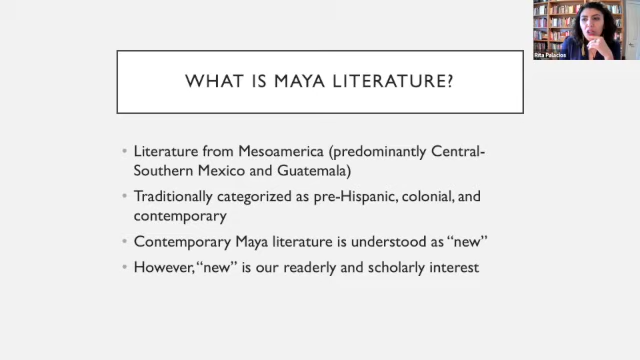 Rita Palacios
WHAT IS MAYA LITERATURE?
• Literature from Mesoamerica (predominantly Central-
Southern Mexico and Guatemala)
• Traditionally categorized as pre-Hispanic, colonial, and
contemporary
• Contemporary Maya literature is understood as “new”
• However, “new” is our readerly and scholarly interest